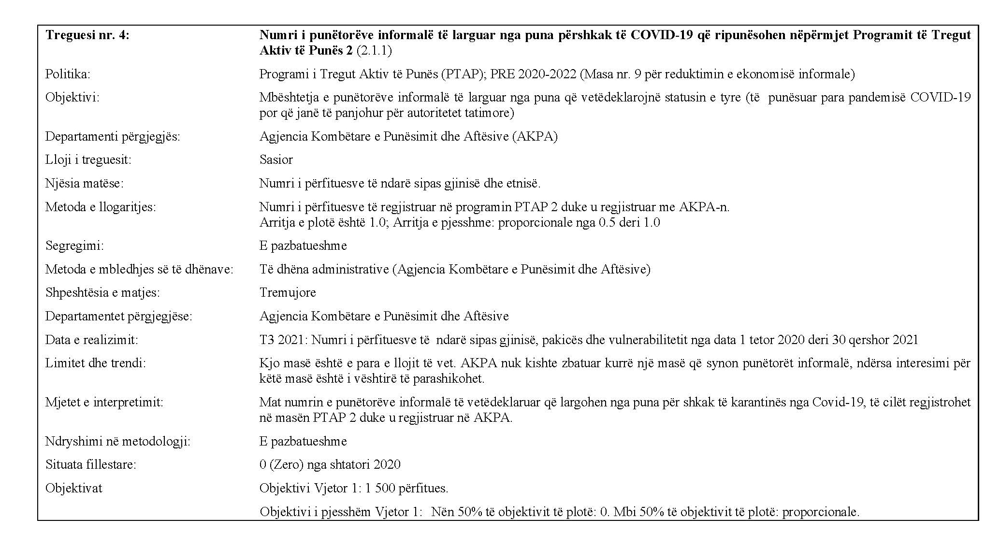 Treguesi nr. 4: Numri i punëtorëve informalë të larguar nga puna përshkak të COVID-19 që ripunësohen nëpërmjet Programit të Tregut
Aktiv të Punës 2 (2.1.1)
Politika: Programi i Tregut Aktiv të Punës (PTAP); PRE 2020-2022 (Masa nr. 9 për reduktimin e ekonomisë informale)
Objektivi: Mbështetja e punëtorëve informalë të larguar nga puna që vetëdeklarojnë statusin e tyre (të punësuar para pandemisë COVID-19
por që janë të panjohur për autoritetet tatimore)
Departamenti përgjegjës: Agjencia Kombëtare e Punësimit dhe Aftësive (AKPA)
Lloji i treguesit: Sasior
Njësia matëse: Numri i përfituesve të ndarë sipas gjinisë dhe etnisë.
Metoda e llogaritjes: Numri i përfituesve të regjistruar në programin PTAP 2 duke u regjistruar me AKPA-n.
Arritja e plotë është 1.0; Arritja e pjesshme: proporcionale nga 0.5 deri 1.0
Segregimi: E pazbatueshme
Metoda e mbledhjes së të dhënave: Të dhëna administrative (Agjencia Kombëtare e Punësimit dhe Aftësive)
Shpeshtësia e matjes: Tremujore
Departamentet përgjegjëse: Agjencia Kombëtare e Punësimit dhe Aftësive
Data e realizimit: T3 2021: Numri i përfituesve të ndarë sipas gjinisë, pakicës dhe vulnerabilitetit nga data 1 tetor 2020 deri 30 qershor 2021
Limitet dhe trendi: Kjo masë është e para e llojit të vet. AKPA nuk kishte zbatuar kurrë një masë që synon punëtorët informalë, ndërsa interesimi për
këtë masë është i vështirë të parashikohet.
Mjetet e interpretimit: Mat numrin e punëtorëve informalë të vetëdeklaruar që largohen nga puna për shkak të karantinës nga Covid-19, të cilët regjistrohet
në masën PTAP 2 duke u regjistruar në AKPA.
Ndryshimi në metodologji: E pazbatueshme
Situata fillestare: 0 (Zero) nga shtatori 2020
Objektivat Objektivi Vjetor 1: 1 500 përfitues.
Objektivi i pjesshëm Vjetor 1: Nën 50% të objektivit të plotë: 0. Mbi 50% të objektivit të plotë: proporcionale.